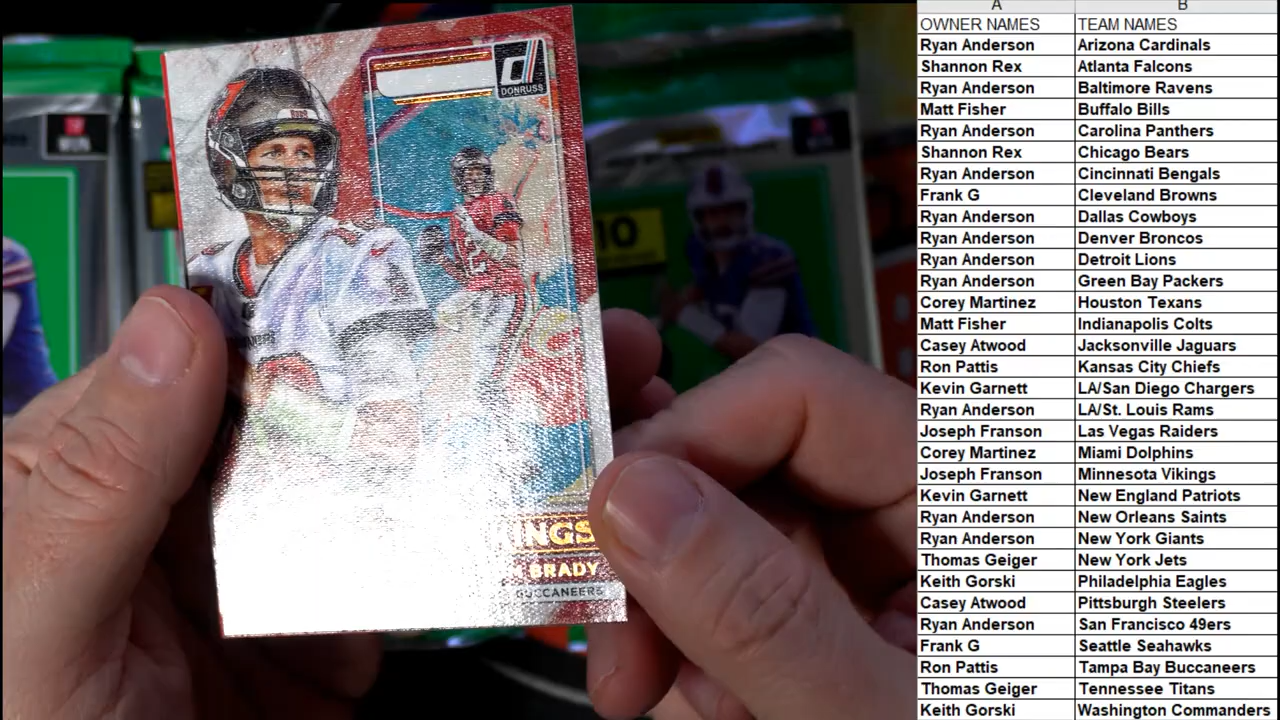 DONRUSS
INGS
BRADY
BUCCANEERS
10
A B
OWNER NAMES TEAM NAMES
Ryan Anderson Arizona Cardinals
Shannon Rex Atlanta Falcons
Ryan Anderson Baltimore Ravens
Matt Fisher Buffalo Bills
Ryan Anderson Carolina Panthers
Shannon Rex Chicago Bears
Ryan Anderson Cincinnati Bengals
Frank G Cleveland Browns
Ryan Anderson Dallas Cowboys
Ryan Anderson Denver Broncos
Ryan Anderson Detroit Lions
Ryan Anderson Green Bay Packers
Corey Martinez Houston Texans
Matt Fisher Indianapolis Colts
Casey Atwood Jacksonville Jaguars
Ron Pattis Kansas City Chiefs
Kevin Garnett LA/San Diego Chargers
Ryan Anderson LA/St. Louis Rams
Joseph Franson Las Vegas Raiders
Corey Martinez Miami Dolphins
Joseph Franson Minnesota Vikings
Kevin Garnett New England Patriots
Ryan Anderson New Orleans Saints
Ryan Anderson New York Giants
Thomas Geiger New York Jets
Keith Gorski Philadelphia Eagles
Casey Atwood Pittsburgh Steelers
Ryan Anderson San Francisco 49ers
Frank G Seattle Seahawks
Ron Pattis Tampa Bay Buccaneers
Thomas Geiger Tennessee Titans
Keith Gorski Washington Commanders